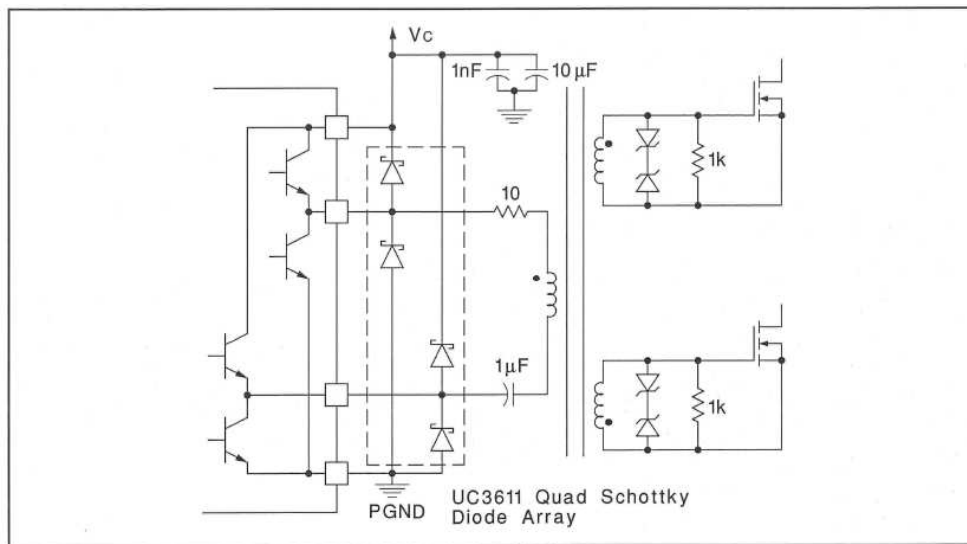 Vc
1nF
10 µF
1k
10
1µF
1k
PGND
UC3611 Quad Schottky
Diode Array